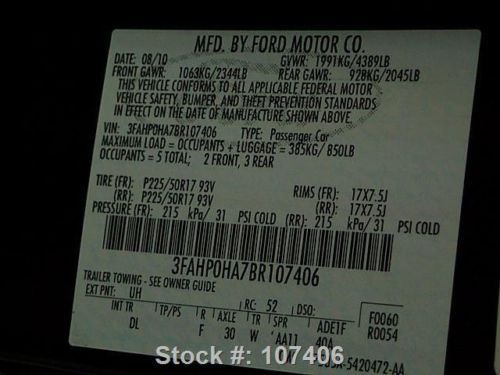 MFD. BY FORD MOTOR CO.
DATE: 08/10 GVWR: 1991KG/4389LB
FRONT GAWR: 1063KG/2344LB REAR GAWR: 928KG/2045LB
THIS VEHICLE CONFORMS TO ALL APPLICABLE FEDERAL MOTOR
VEHICLE SAFETY, BUMPER, AND THEFT PREVENTION STANDARDS
IN EFFECT ON THE DATE OF MANUFACTURE SHOWN ABOVE.
VIN: 3FAHP0HA7BR107406 TYPE: Passenger Car
MAXIMUM LOAD = OCCUPANTS + LUGGAGE = 385KG/ 850LB
OCCUPANTS = 5 TOTAL; 2 FRONT, 3 REAR
TIRE (FR): P225/50R17 93V RIMS (FR): 17X7.5J
(RR): P225/50R17 93V (RR): 17X7.5J
PRESSURE (FR): 215 kPa/ 31 PSI COLD (RR): 215 kPa/ 31 PSI COLD
3FAHP0HA7BR107406
TRAILER TOWING - SEE OWNER GUIDE
EXT PNT: UH RC: 52 DSO: F0060
INT TR TP/PS R AXLE TR SPR ADE1F R0054
DL F 30 W AA11 40A
5420472-AA
Stock #: 107406